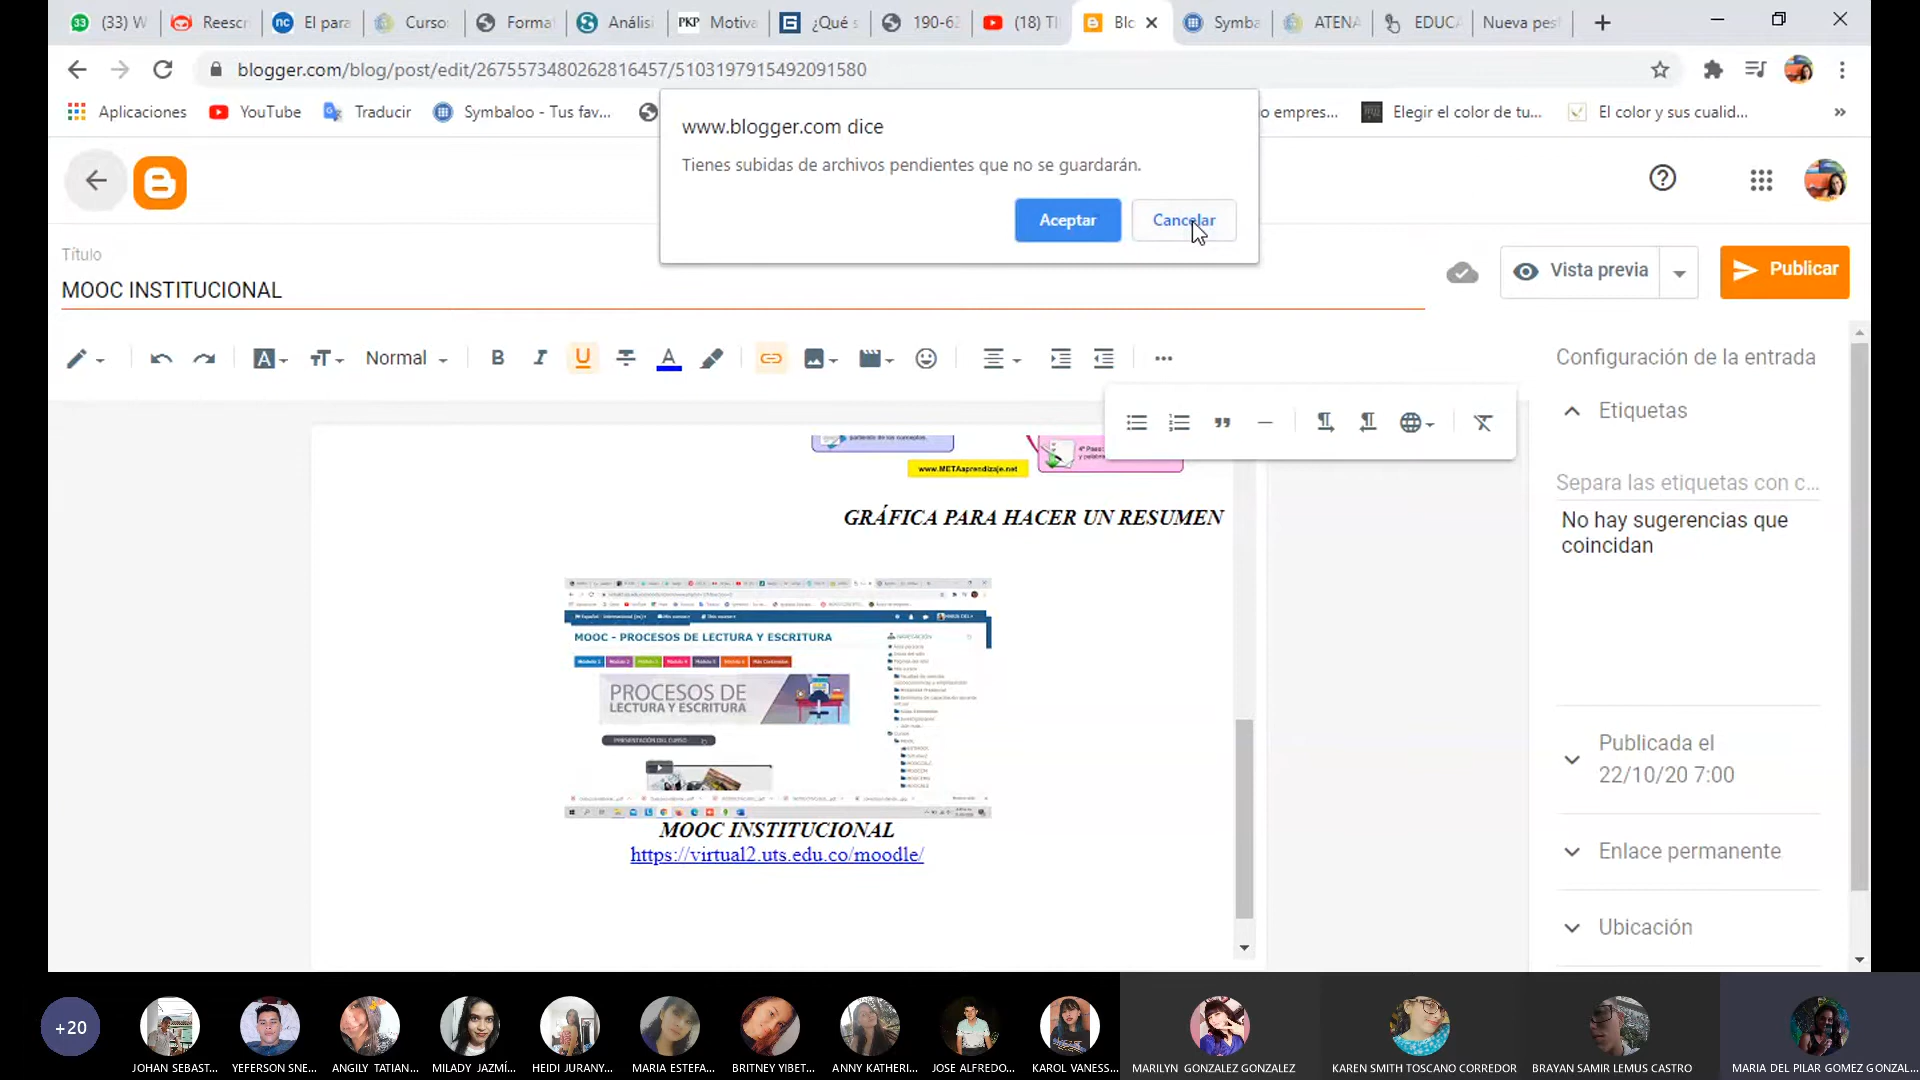 (33) W
Reescr
El para
Curso
Forma
Análisi
PKP Motiva
¿Qué s
190-62
(18) TI
Blo
Symba
ATENA
EDUCA
Nueva pes
blogger.com/blog/post/edit/2675573480262816457/5103197915492091580
Aplicaciones
YouTube
Traducir
Symbaloo - Tus fav...
o empres...
Elegir el color de tu...
El color y sus cualid...
www.blogger.com dice
Tienes subidas de archivos pendientes que no se guardarán.
Aceptar
Cancelar
Título
MOOC INSTITUCIONAL
Vista previa
Publicar
Normal
Configuración de la entrada
Etiquetas
Separa las etiquetas con c...
No hay sugerencias que
coincidan
Publicada el
22/10/20 7:00
Enlace permanente
Ubicación
www.METAaprendizaje.net
GRÁFICA PARA HACER UN RESUMEN
MOOC - PROCESOS DE LECTURA Y ESCRITURA
PROCESOS DE
LECTURA Y ESCRITURA
PRESENTACIÓN DEL CURSO
MOOC INSTITUCIONAL
https://virtual2.uts.edu.co/moodle/
+20
JOHAN SEBAST...
YEFERSON SNE...
ANGILY TATIAN...
MILADY JAZMÍ...
HEIDI JURANY...
MARIA ESTEFA...
BRITNEY YIBET...
ANNY KATHERI...
JOSE ALFREDO...
KAROL VANESS...
MARILYN GONZALEZ GONZALEZ
KAREN SMITH TOSCANO CORREDOR
BRAYAN SAMIR LEMUS CASTRO
MARIA DEL PILAR GOMEZ GONZAL...